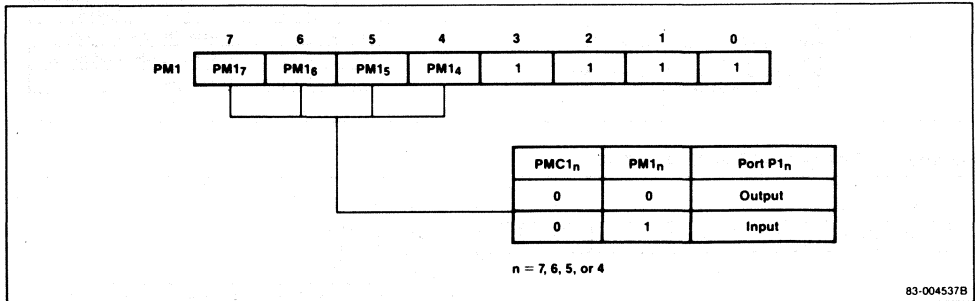 7 6 5 4 3 2 1 0
PM1 PM1₇ PM1₆ PM1₅ PM1₄ 1 1 1 1
PMC1ₙ PM1ₙ Port P1ₙ
0 0 Output
0 1 Input
n = 7, 6, 5, or 4
83-004537B